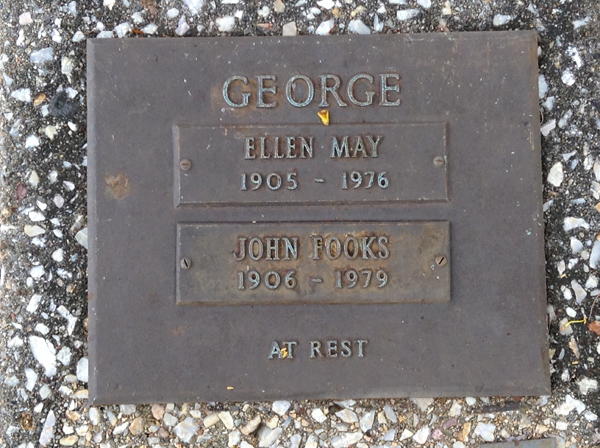 GEORGE
ELLEN MAY
1905 - 1976
JOHN FOOKS
1906 - 1979
AT REST